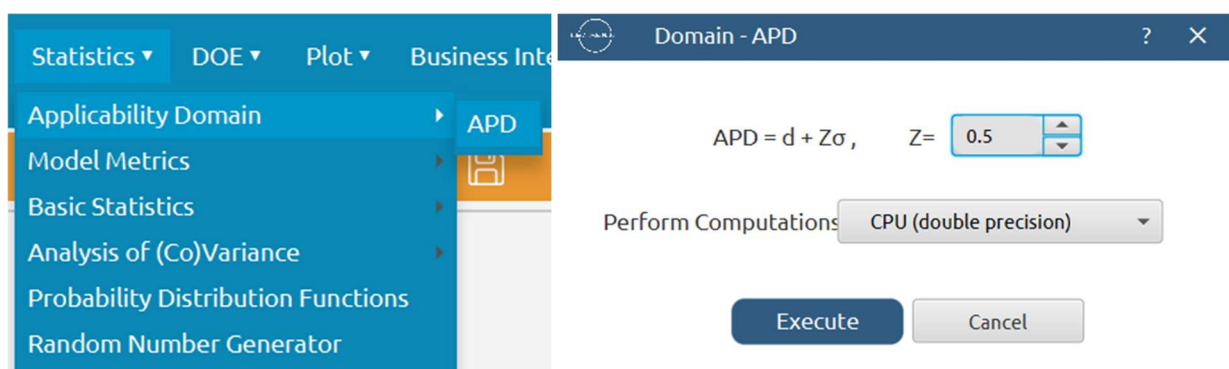 Statistics ▾ DOE ▾ Plot ▾ Business Inte
Applicability Domain
APD
Model Metrics
Basic Statistics
Analysis of (Co)Variance
Probability Distribution Functions
Random Number Generator
Domain - APD ? ×
APD = d + Zσ , Z= 0.5
Perform Computations CPU (double precision)
Execute Cancel